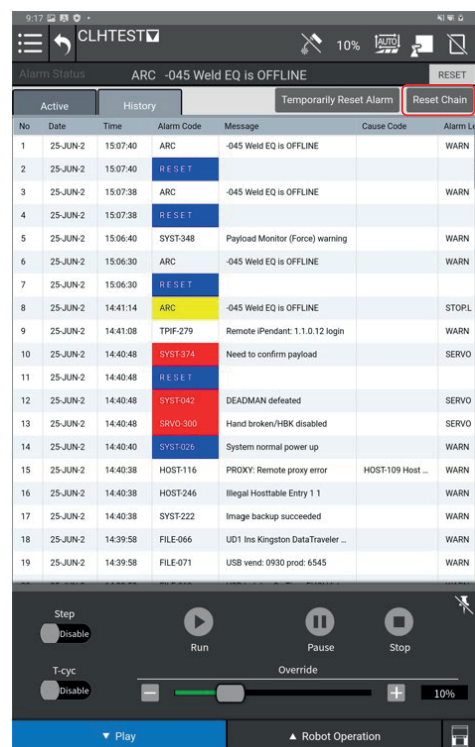 9:17
CLHTEST
10%
AUTO
Alarm Status ARC -045 Weld EQ is OFFLINE RESET
Active History Temporarily Reset Alarm Reset Chain
No Date Time Alarm Code Message Cause Code Alarm Le
1 25-JUN-2 15:07:40 ARC -045 Weld EQ is OFFLINE WARN
2 25-JUN-2 15:07:40 RESET
3 25-JUN-2 15:07:38 ARC -045 Weld EQ is OFFLINE WARN
4 25-JUN-2 15:07:38 RESET
5 25-JUN-2 15:06:40 SYST-348 Payload Monitor (Force) warning WARN
6 25-JUN-2 15:06:30 ARC -045 Weld EQ is OFFLINE WARN
7 25-JUN-2 15:06:30 RESET
8 25-JUN-2 14:41:14 ARC -045 Weld EQ is OFFLINE STOP.L
9 25-JUN-2 14:41:08 TPIF-279 Remote iPendant: 1.1.0.12 login WARN
10 25-JUN-2 14:40:48 SYST-374 Need to confirm payload SERVO
11 25-JUN-2 14:40:48 RESET
12 25-JUN-2 14:40:48 SYST-042 DEADMAN defeated SERVO
13 25-JUN-2 14:40:48 SRVO-300 Hand broken/HBK disabled SERVO
14 25-JUN-2 14:40:40 SYST-026 System normal power up WARN
15 25-JUN-2 14:40:38 HOST-116 PROXY: Remote proxy error HOST-109 Host ... WARN
16 25-JUN-2 14:40:38 HOST-246 Illegal Hosttable Entry 1 1 WARN
17 25-JUN-2 14:40:38 SYST-222 Image backup succeeded WARN
18 25-JUN-2 14:39:58 FILE-066 UD1 Ins Kingston DataTraveler ... WARN
19 25-JUN-2 14:39:58 FILE-071 USB vend: 0930 prod: 6545 WARN
Step
Disable
Run Pause Stop
T-cyc Override
Disable 10%
Play Robot Operation